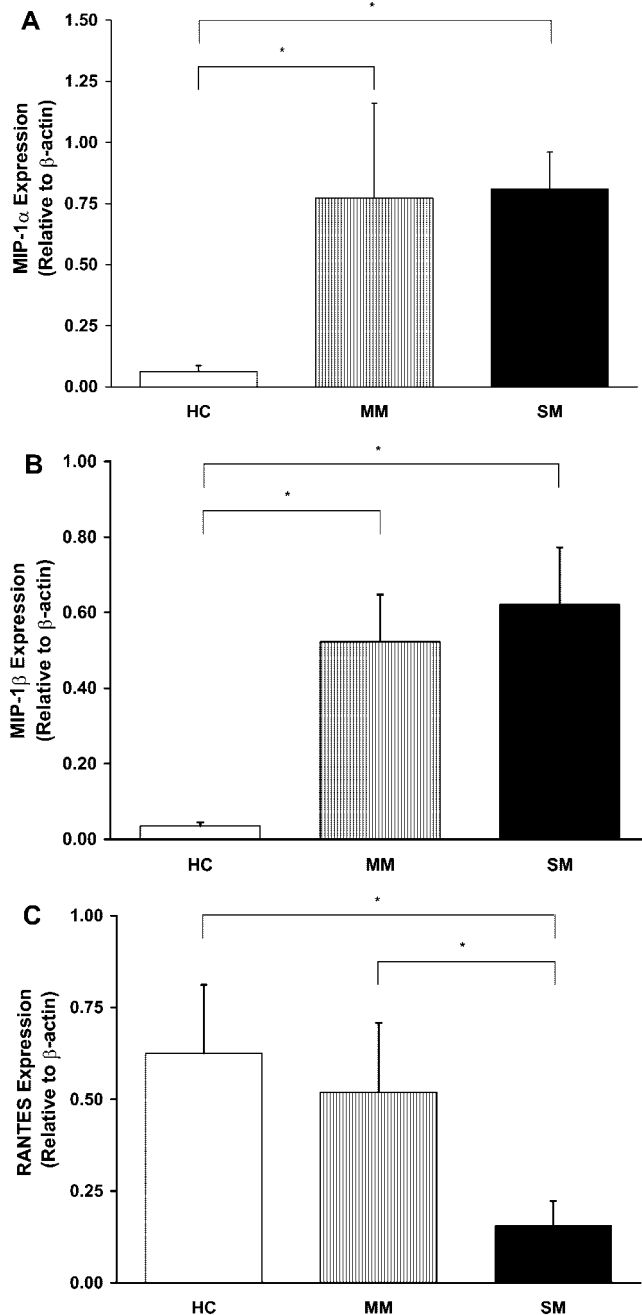 A
MIP-1α Expression
(Relative to β-actin)
1.50
1.25
1.00
0.75
0.50
0.25
0.00
*
*
HC MM SM
B
MIP-1β Expression
(Relative to β-actin)
1.00
0.80
0.60
0.40
0.20
0.00
*
*
HC MM SM
C
RANTES Expression
(Relative to β-actin)
1.00
0.75
0.50
0.25
0.00
*
*
HC MM SM